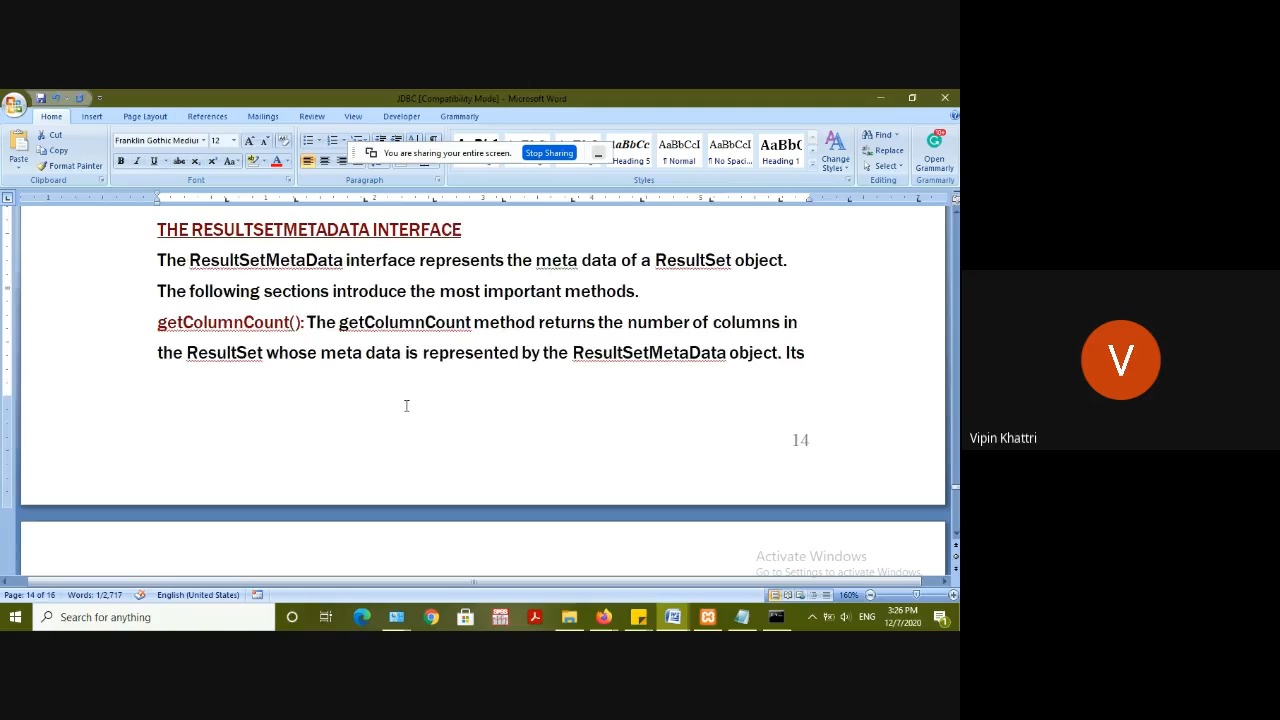 JDBC [Compatibility Mode] - Microsoft Word
Home Insert Page Layout References Mailings Review View Developer Add-Ins Grammarly
Cut
Copy
Format Painter
Paste
Franklin Gothic Mediur 12
You are sharing your entire screen. Stop Sharing
Heading 5 ¶ Normal ¶ No Spaci... Heading 1
Change Styles
Find
Replace
Select
Open Grammarly
Clipboard Font Paragraph Styles Editing Grammarly
THE RESULTSETMETADATA INTERFACE
The ResultSetMetaData interface represents the meta data of a ResultSet object.
The following sections introduce the most important methods.
getColumnCount(): The getColumnCount method returns the number of columns in
the ResultSet whose meta data is represented by the ResultSetMetaData object. Its
14
Activate Windows
Go to Settings to activate Windows.
Page: 14 of 16 Words: 1/2,717 English (United States) 160%
Search for anything
ENG
3:26 PM
12/7/2020
V
Vipin Khattri